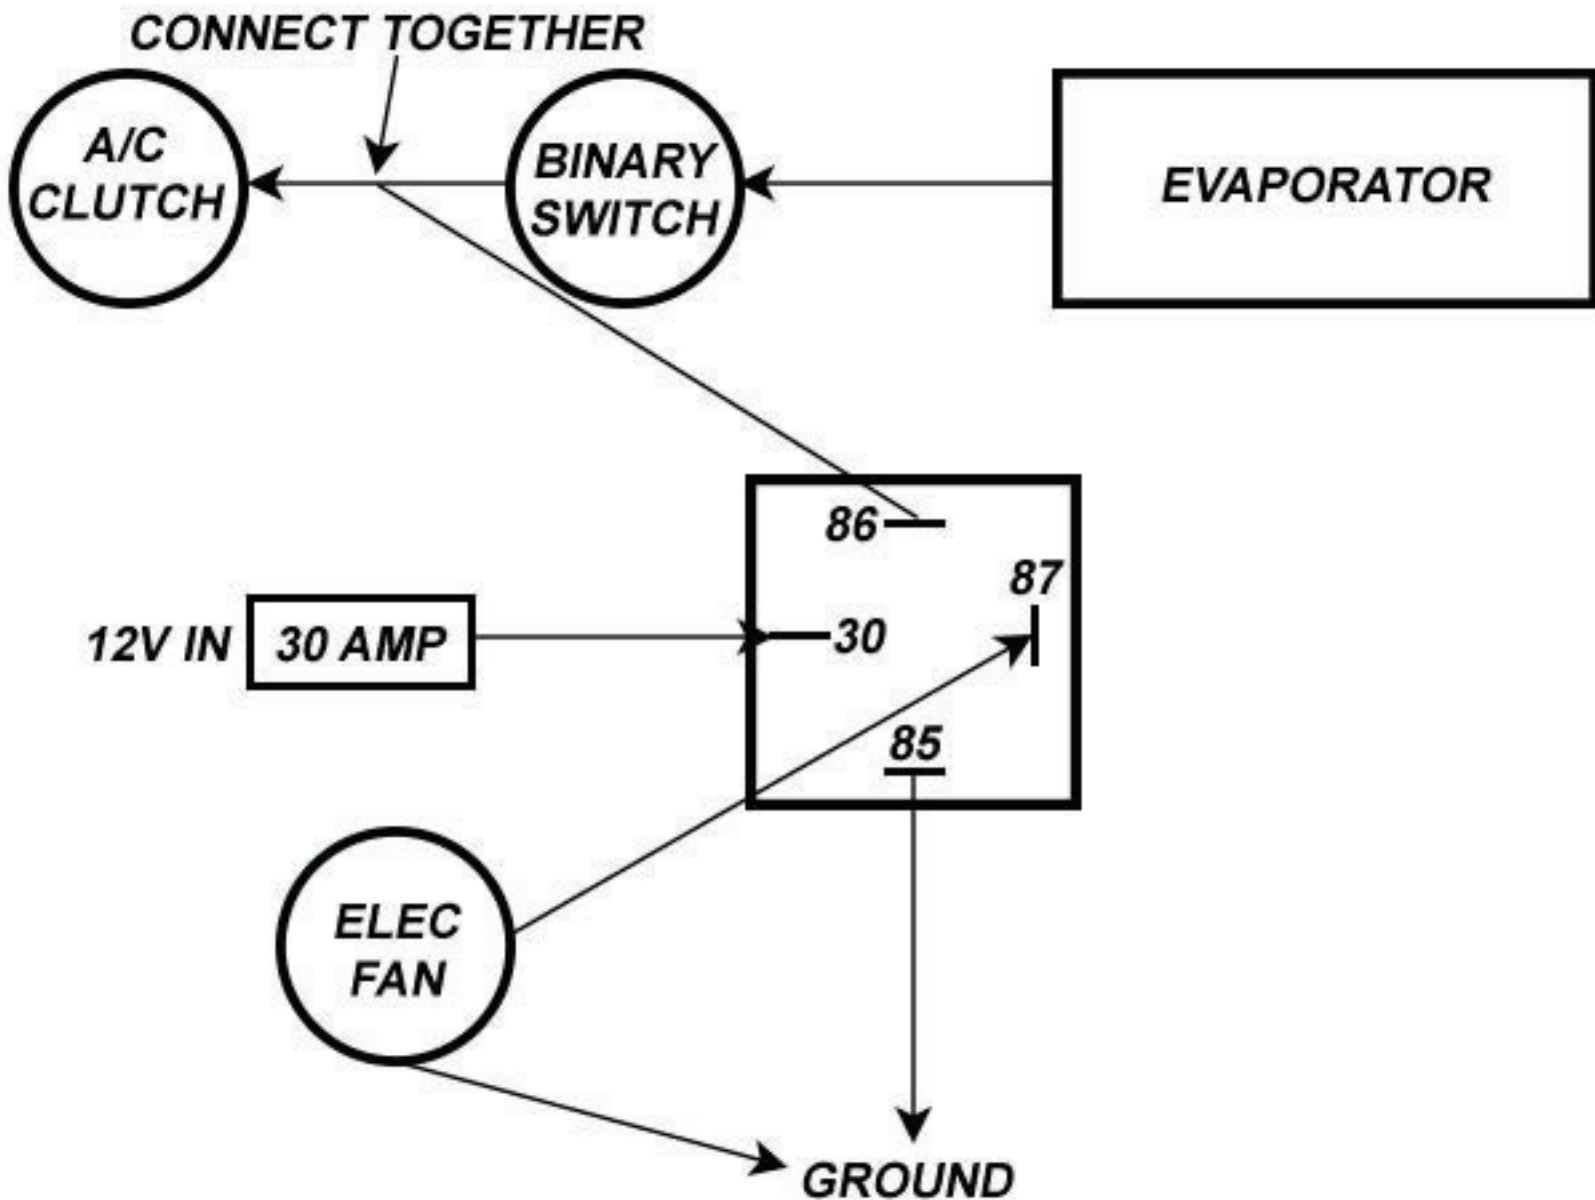 CONNECT TOGETHER
A/C
CLUTCH
BINARY
SWITCH
EVAPORATOR
86
87
12V IN
30 AMP
30
85
ELEC
FAN
GROUND